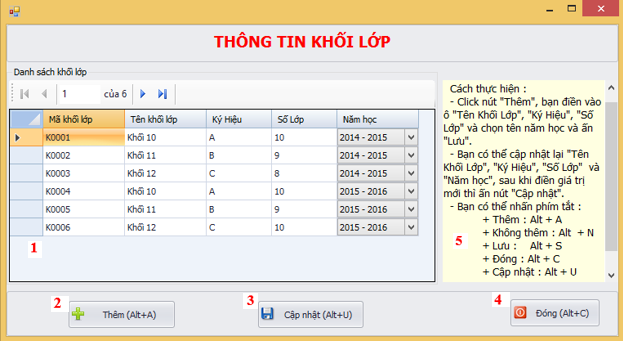 THÔNG TIN KHỐI LỚP
Danh sách khối lớp
1 của 6
Mã khối lớp Tên khối lớp Ký Hiệu Số Lớp Năm học
K0001 Khối 10 A 10 2014 - 2015
K0002 Khối 11 B 9 2014 - 2015
K0003 Khối 12 C 8 2014 - 2015
K0004 Khối 10 A 10 2015 - 2016
K0005 Khối 11 B 9 2015 - 2016
K0006 Khối 12 C 10 2015 - 2016
1
Cách thực hiện :
- Click nút "Thêm", bạn điền vào
ô "Tên Khối Lớp", "Ký Hiệu", "Số
Lớp" và chọn tên năm học và ấn
"Lưu".
- Bạn có thể cập nhật lại "Tên
Khối Lớp", "Ký Hiệu", "Số Lớp" và
"Năm học", sau khi điền giá trị
mới thì ấn nút "Cập nhật".
- Bạn có thể nhấn phím tắt :
+ Thêm : Alt + A
+ Không thêm : Alt + N
+ Lưu : Alt + S
+ Đóng : Alt + C
+ Cập nhật : Alt + U
5
2 Thêm (Alt+A)
3 Cập nhật (Alt+U)
4 Đóng (Alt+C)